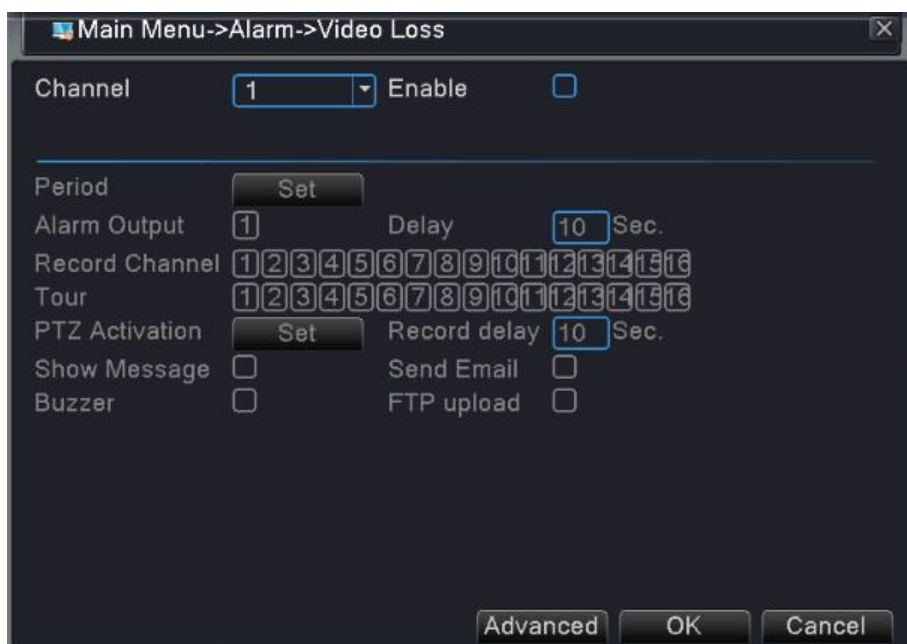 Main Menu->Alarm->Video Loss
Channel 1 Enable
Period Set
Alarm Output 1 Delay 10 Sec.
Record Channel 1 2 3 4 5 6 7 8 9 10 11 12 13 14 15 16
Tour 1 2 3 4 5 6 7 8 9 10 11 12 13 14 15 16
PTZ Activation Set Record delay 10 Sec.
Show Message Send Email
Buzzer FTP upload
Advanced OK Cancel